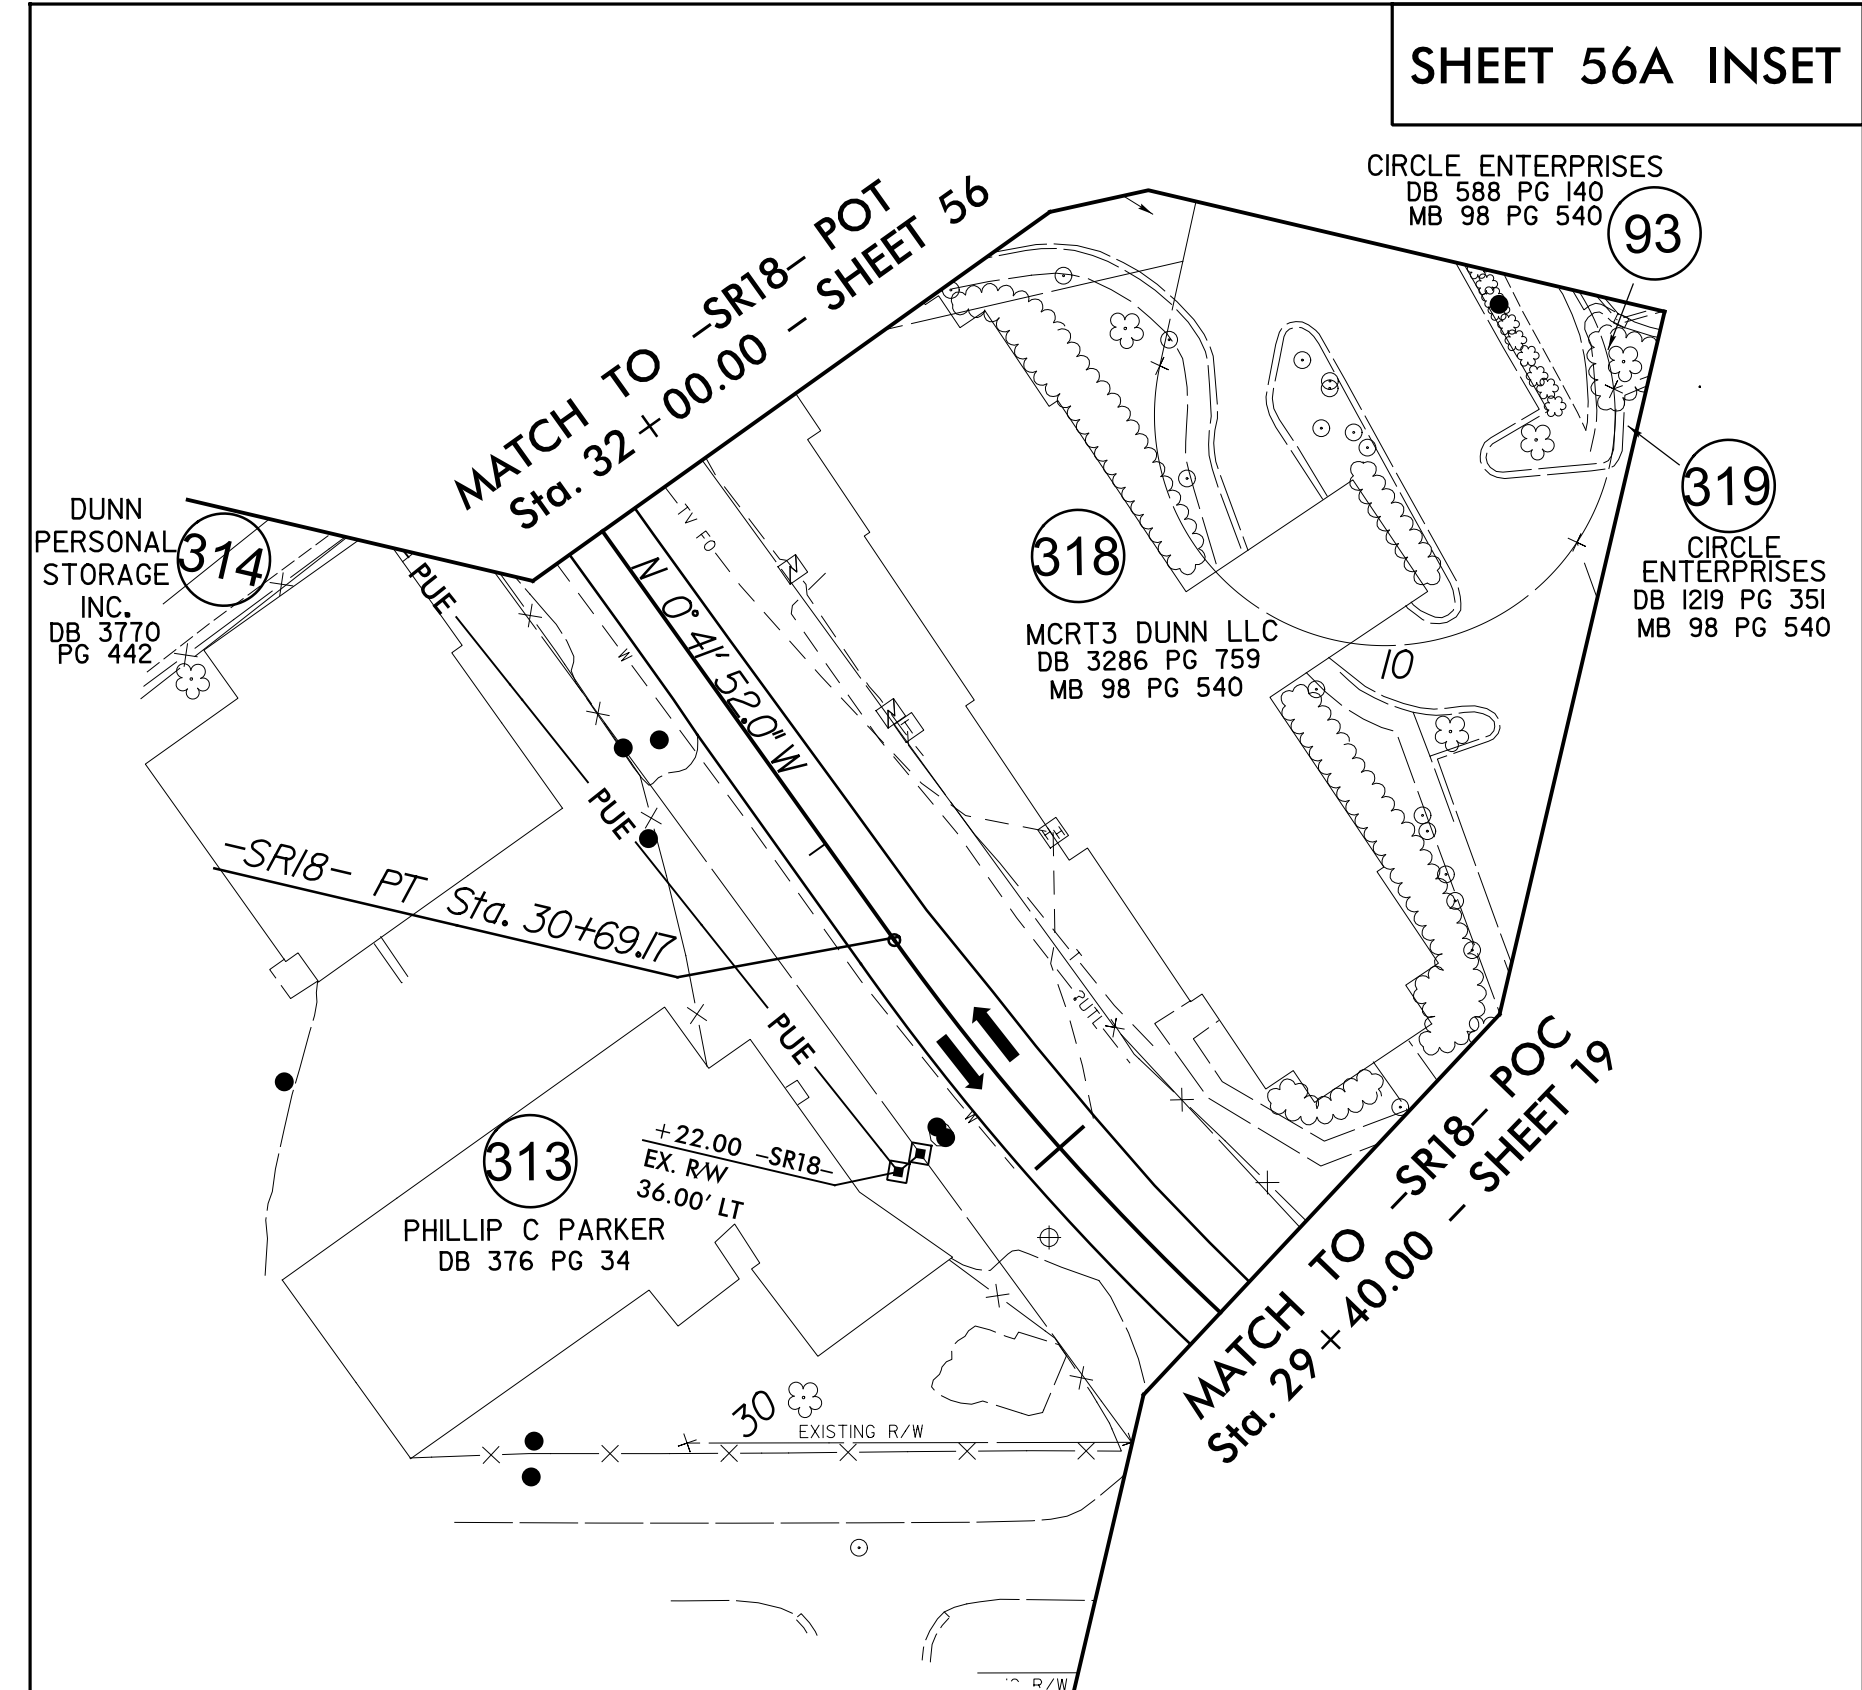 SHEET 56A INSET
CIRCLE ENTERPRISES
DB 588 PG 140
MB 98 PG 540
93
MATCH TO -SR18- POT
Sta. 32+00.00 - SHEET 56
DUNN
PERSONAL
STORAGE
INC.
DB 3770
PG 442
314
319
CIRCLE
ENTERPRISES
DB 1219 PG 351
MB 98 PG 540
TV FO
318
MCRT3 DUNN LLC
DB 3286 PG 759
MB 98 PG 540
10
PUE
N 0° 41' 52.0" W
W
PUE
-SR18- PT Sta. 30+69.17
T
?UTL
PUE
W
+22.00 -SR18-
EX. R/W
36.00' LT
313
PHILLIP C PARKER
DB 376 PG 34
MATCH TO -SR18- POC
Sta. 29+40.00 - SHEET 19
30
EXISTING R/W
R/W